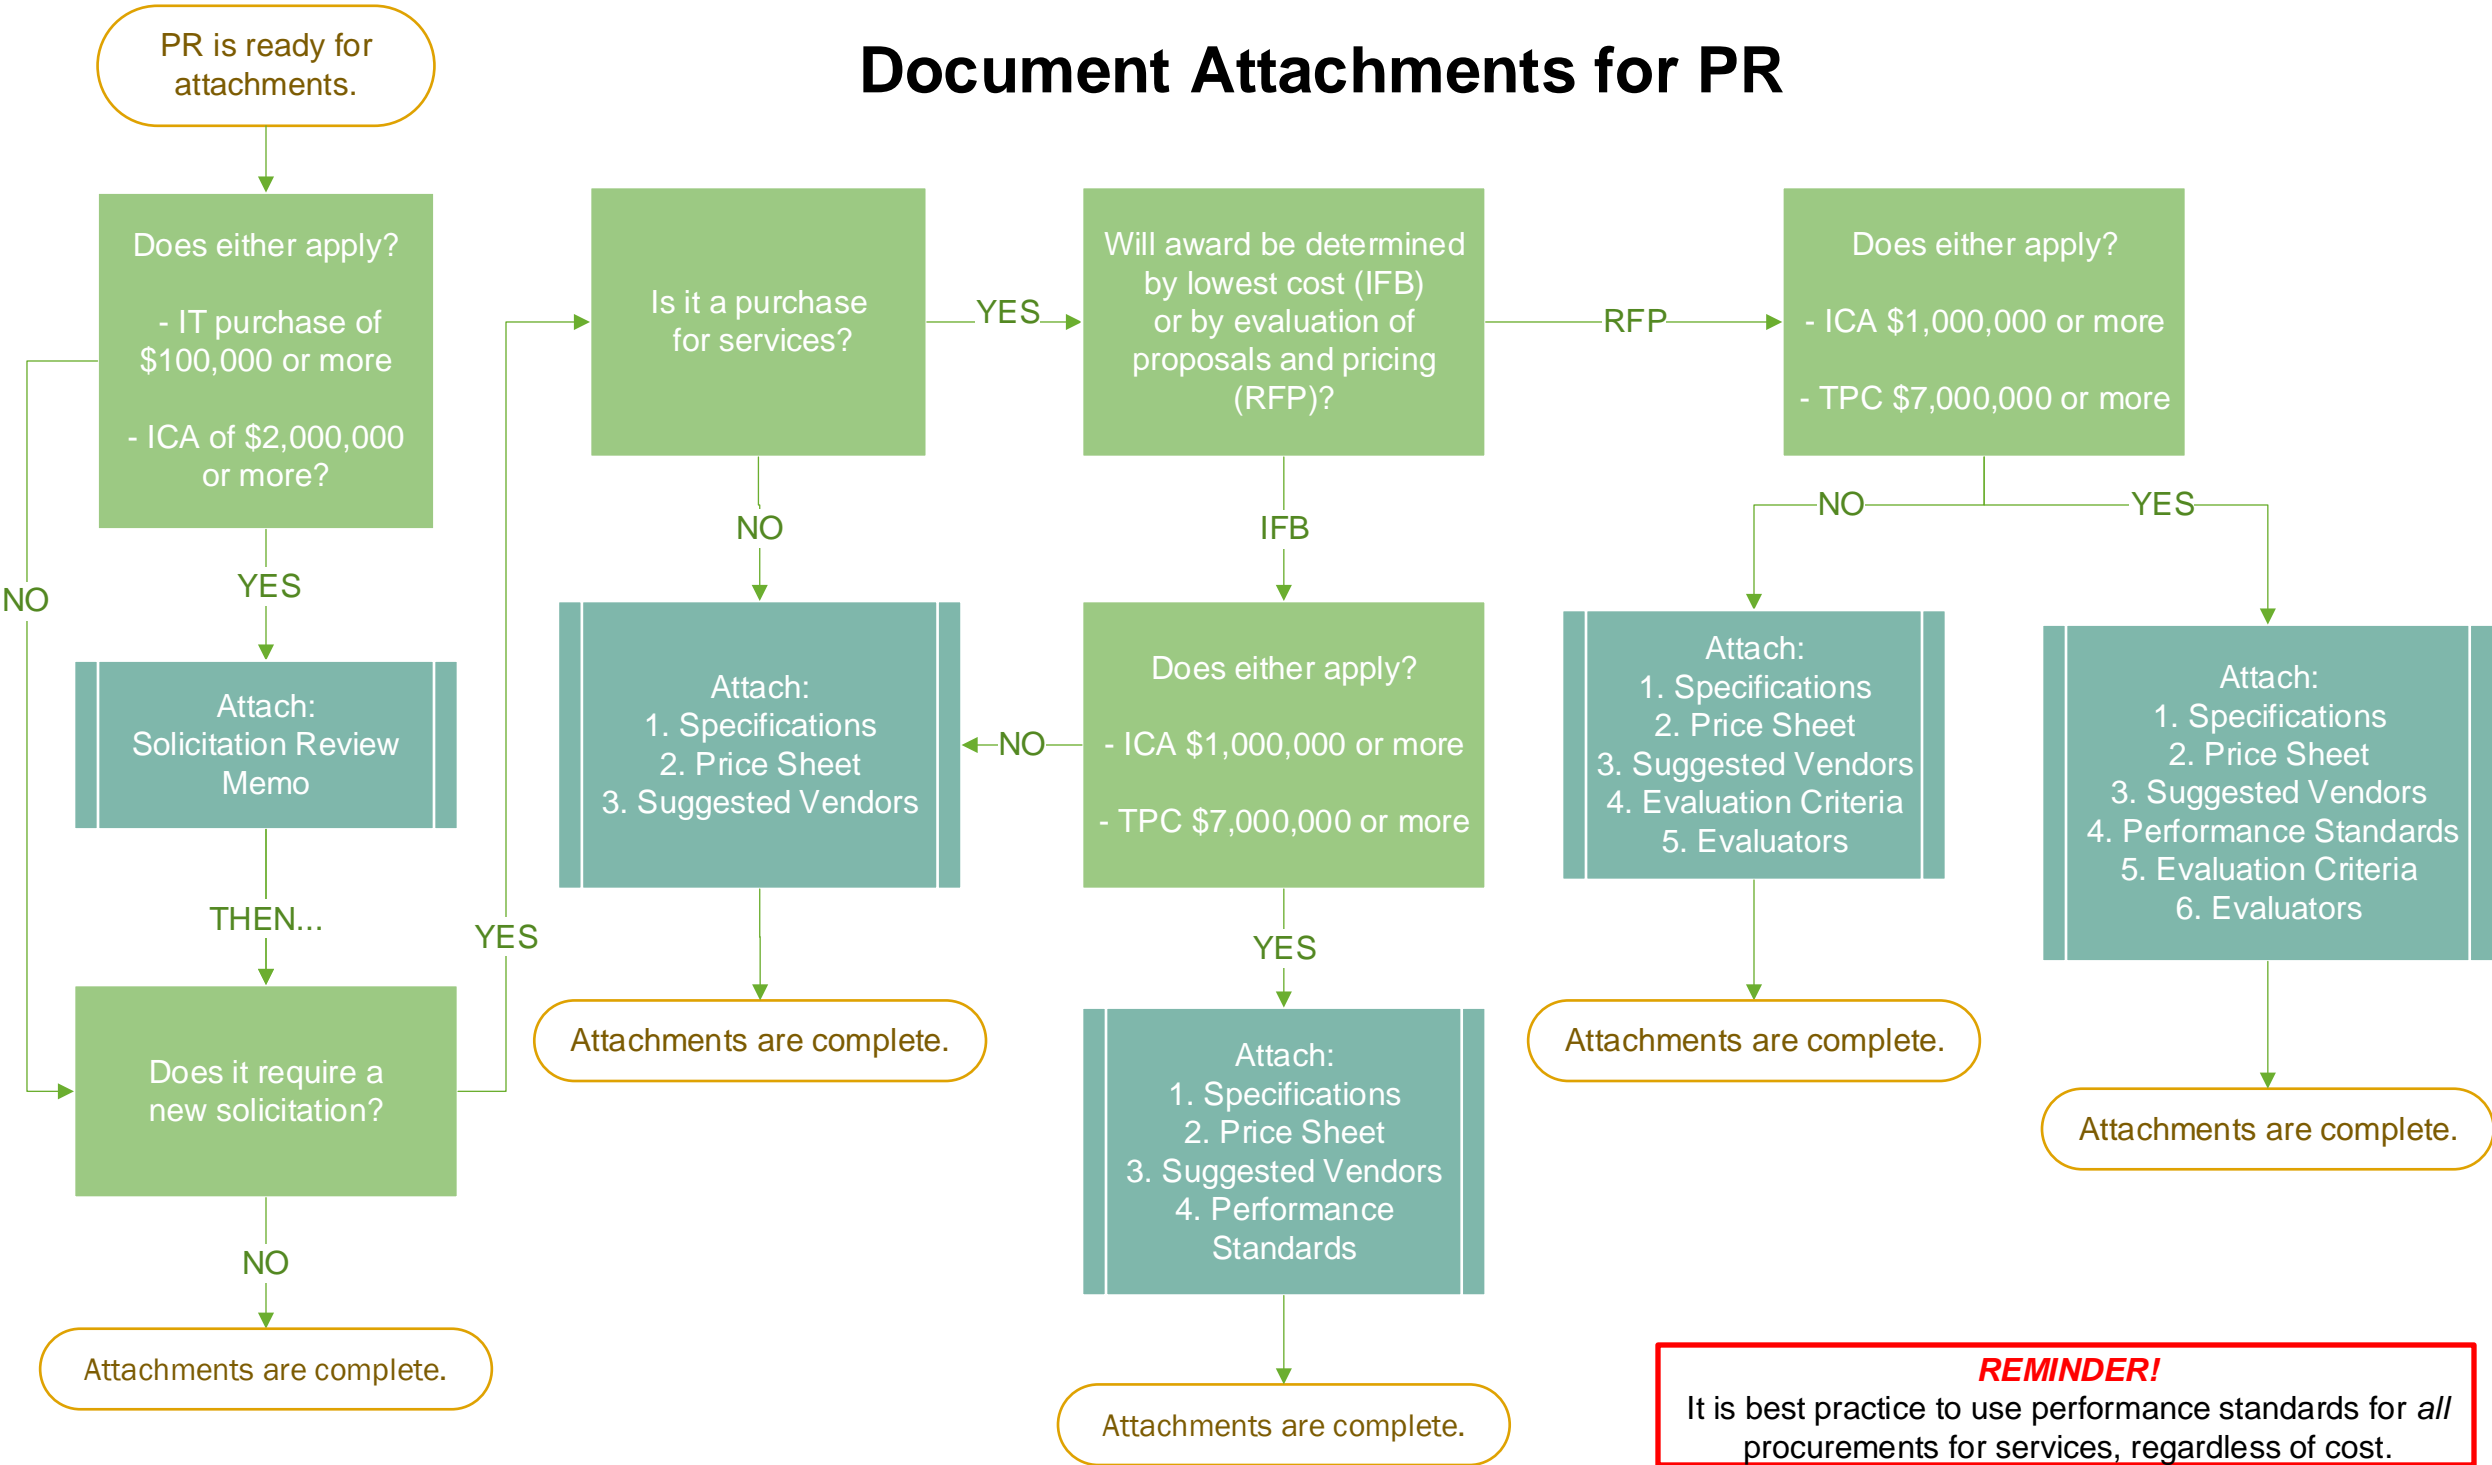 Document Attachments for PR
PR is ready for
attachments.
Does either apply?
- IT purchase of
$100,000 or more
- ICA of $2,000,000
or more?
NO
YES
Attach:
Solicitation Review
Memo
THEN...
Does it require a
new solicitation?
NO
Attachments are complete.
YES
Is it a purchase
for services?
NO
Attach:
1. Specifications
2. Price Sheet
3. Suggested Vendors
Attachments are complete.
YES
Will award be determined
by lowest cost (IFB)
or by evaluation of
proposals and pricing
(RFP)?
IFB
Does either apply?
- ICA $1,000,000 or more
- TPC $7,000,000 or more
NO
YES
Attach:
1. Specifications
2. Price Sheet
3. Suggested Vendors
4. Performance
Standards
Attachments are complete.
RFP
Does either apply?
- ICA $1,000,000 or more
- TPC $7,000,000 or more
NO
Attach:
1. Specifications
2. Price Sheet
3. Suggested Vendors
4. Evaluation Criteria
5. Evaluators
Attachments are complete.
YES
Attach:
1. Specifications
2. Price Sheet
3. Suggested Vendors
4. Performance Standards
5. Evaluation Criteria
6. Evaluators
Attachments are complete.
REMINDER!
It is best practice to use performance standards for all
procurements for services, regardless of cost.